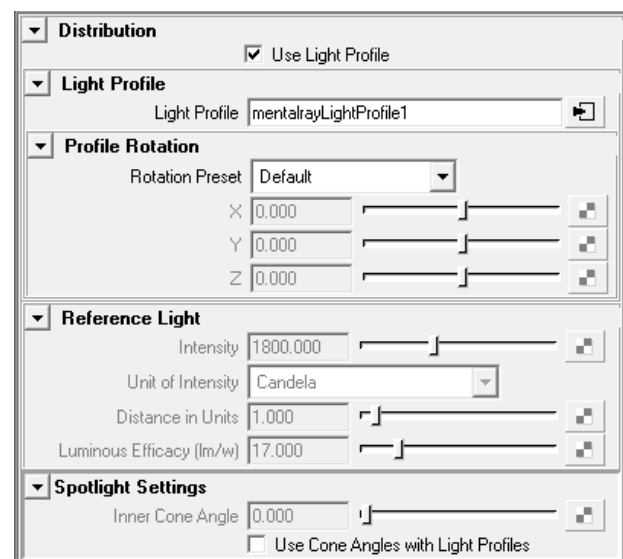 Distribution
Use Light Profile
Light Profile
Light Profile mentalrayLightProfile1
Profile Rotation
Rotation Preset Default
X 0.000
Y 0.000
Z 0.000
Reference Light
Intensity 1800.000
Unit of Intensity Candela
Distance in Units 1.000
Luminous Efficacy (lm/w) 17.000
Spotlight Settings
Inner Cone Angle 0.000
Use Cone Angles with Light Profiles